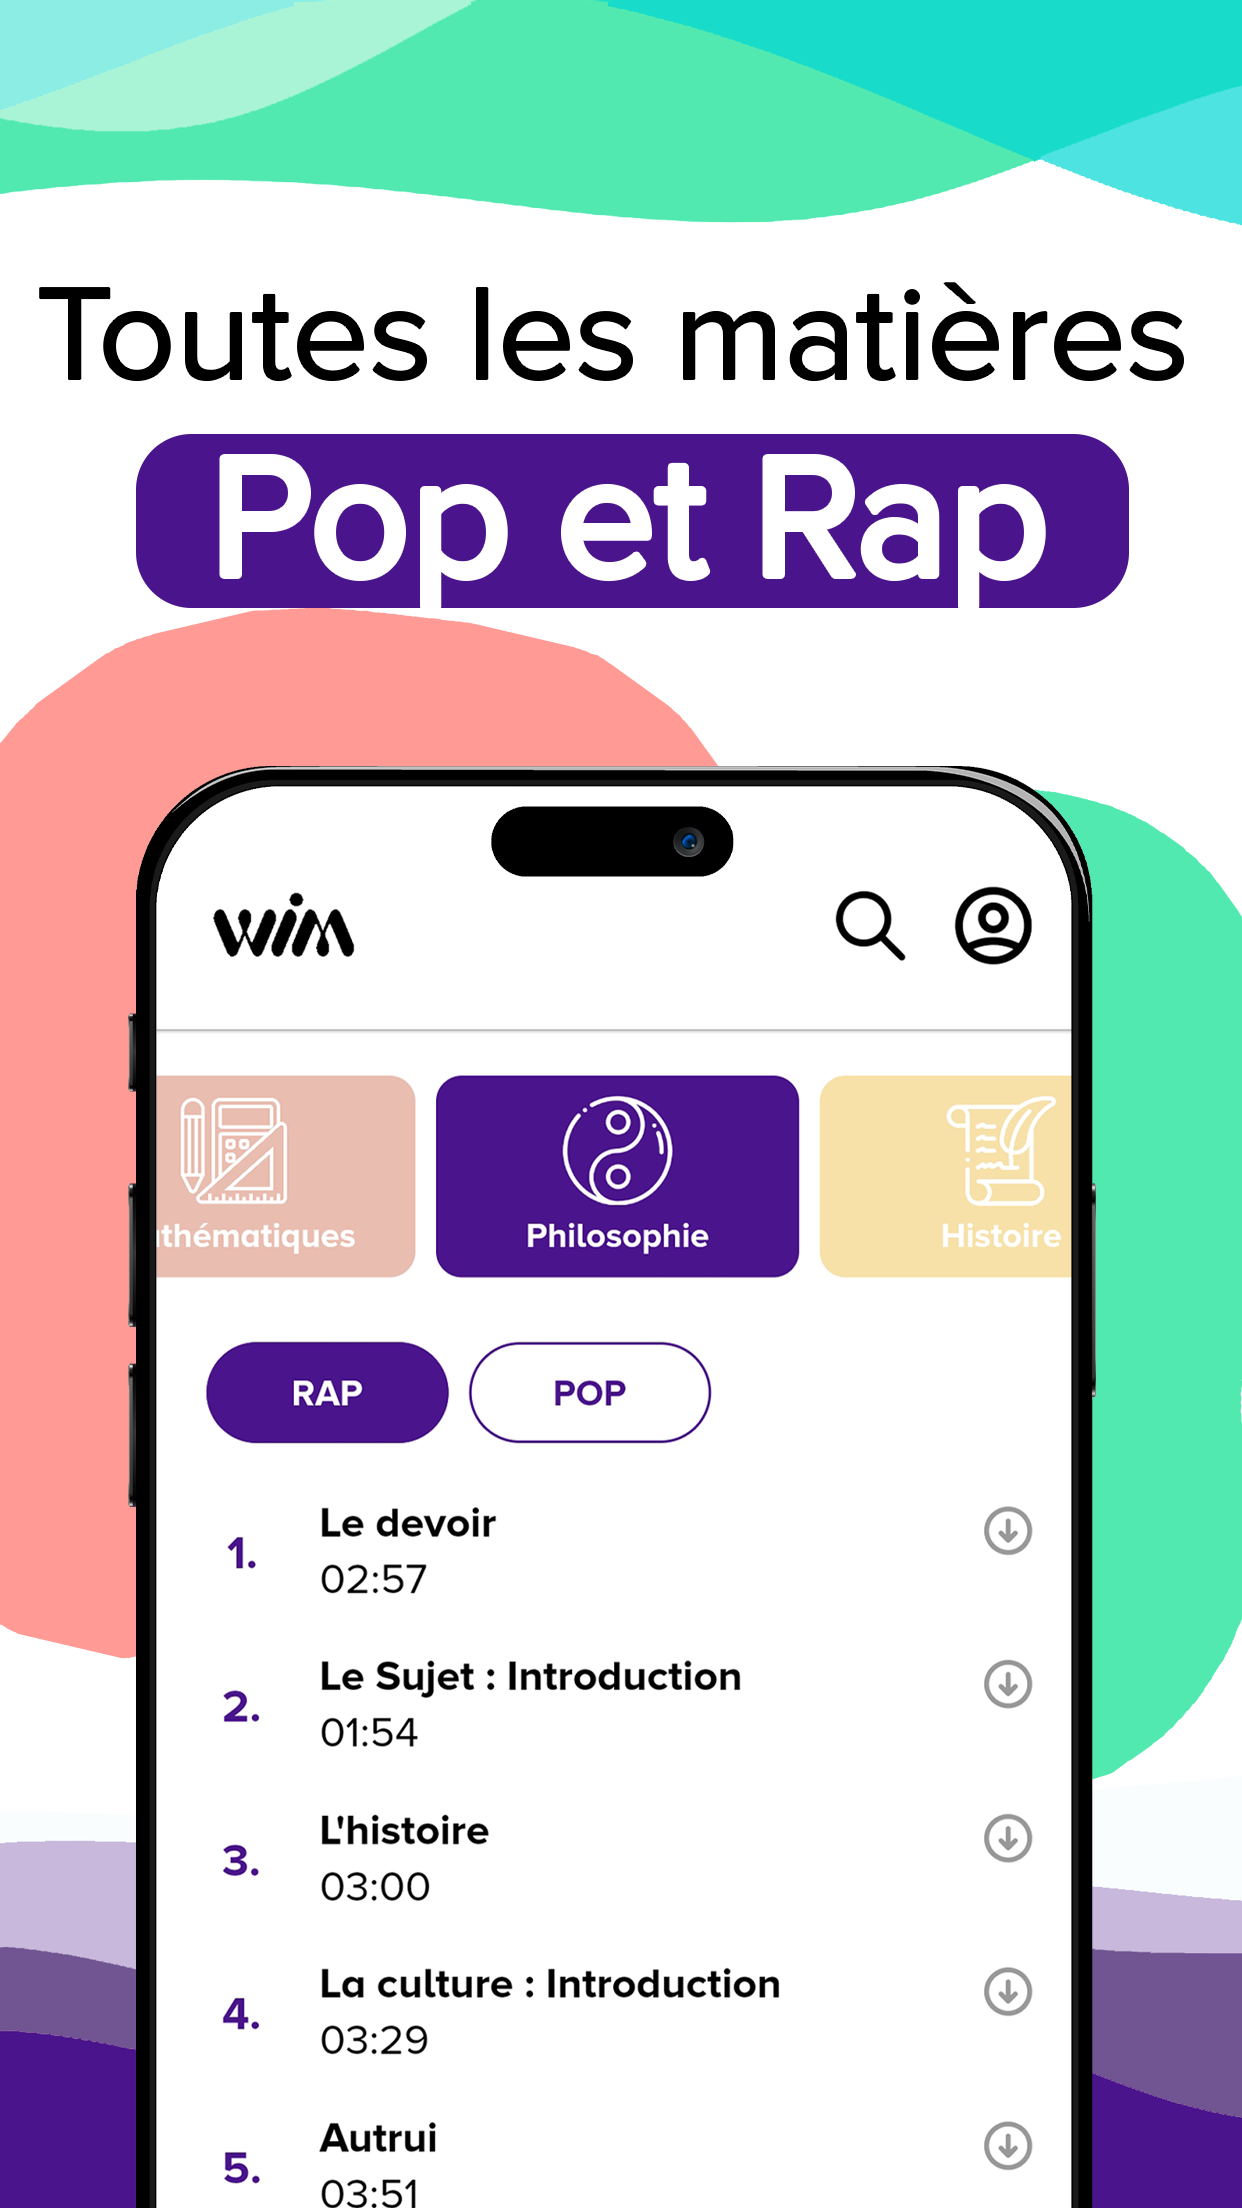 Toutes les matières
Pop et Rap
wim
thématiques
Philosophie
Histoire
RAP
POP
1.
Le devoir
02:57
2.
Le Sujet : Introduction
01:54
3.
L'histoire
03:00
4.
La culture : Introduction
03:29
5.
Autrui
03:51